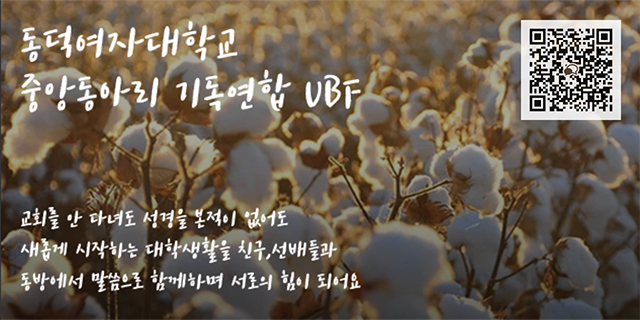 동덕여자대학교
중앙동아리 기독연합 UBF
교회를 안 다녀도 성경을 본적이 없어도
새롭게 시작하는 대학생활을 친구,선배들과
동방에서 말씀으로 함께하며 서로의 힘이 되어요